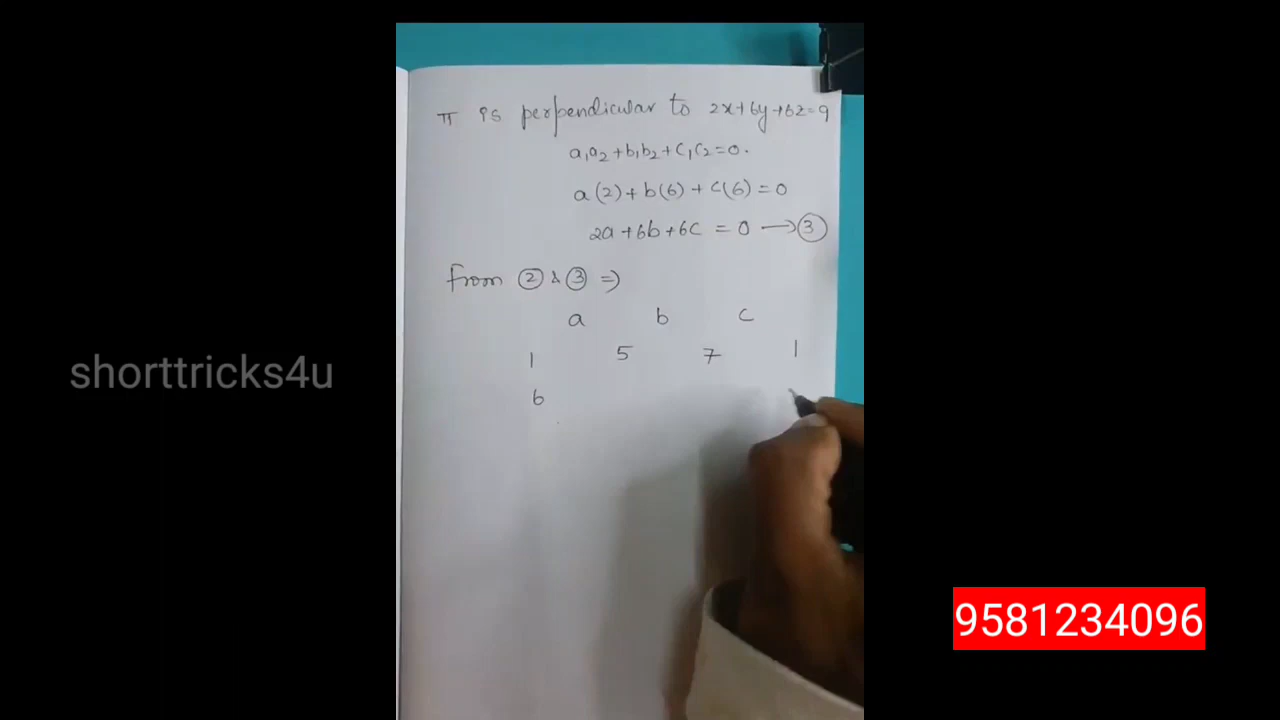 π is perpendicular to 2x+6y+6z=9
a₁a₂+b₁b₂+c₁c₂=0.
a(2)+b(6)+c(6)=0
2a+6b+6c=0 → ③
from ② & ③ ⇒)
a b c
1 5 7 1
6
shorttricks4u
9581234096